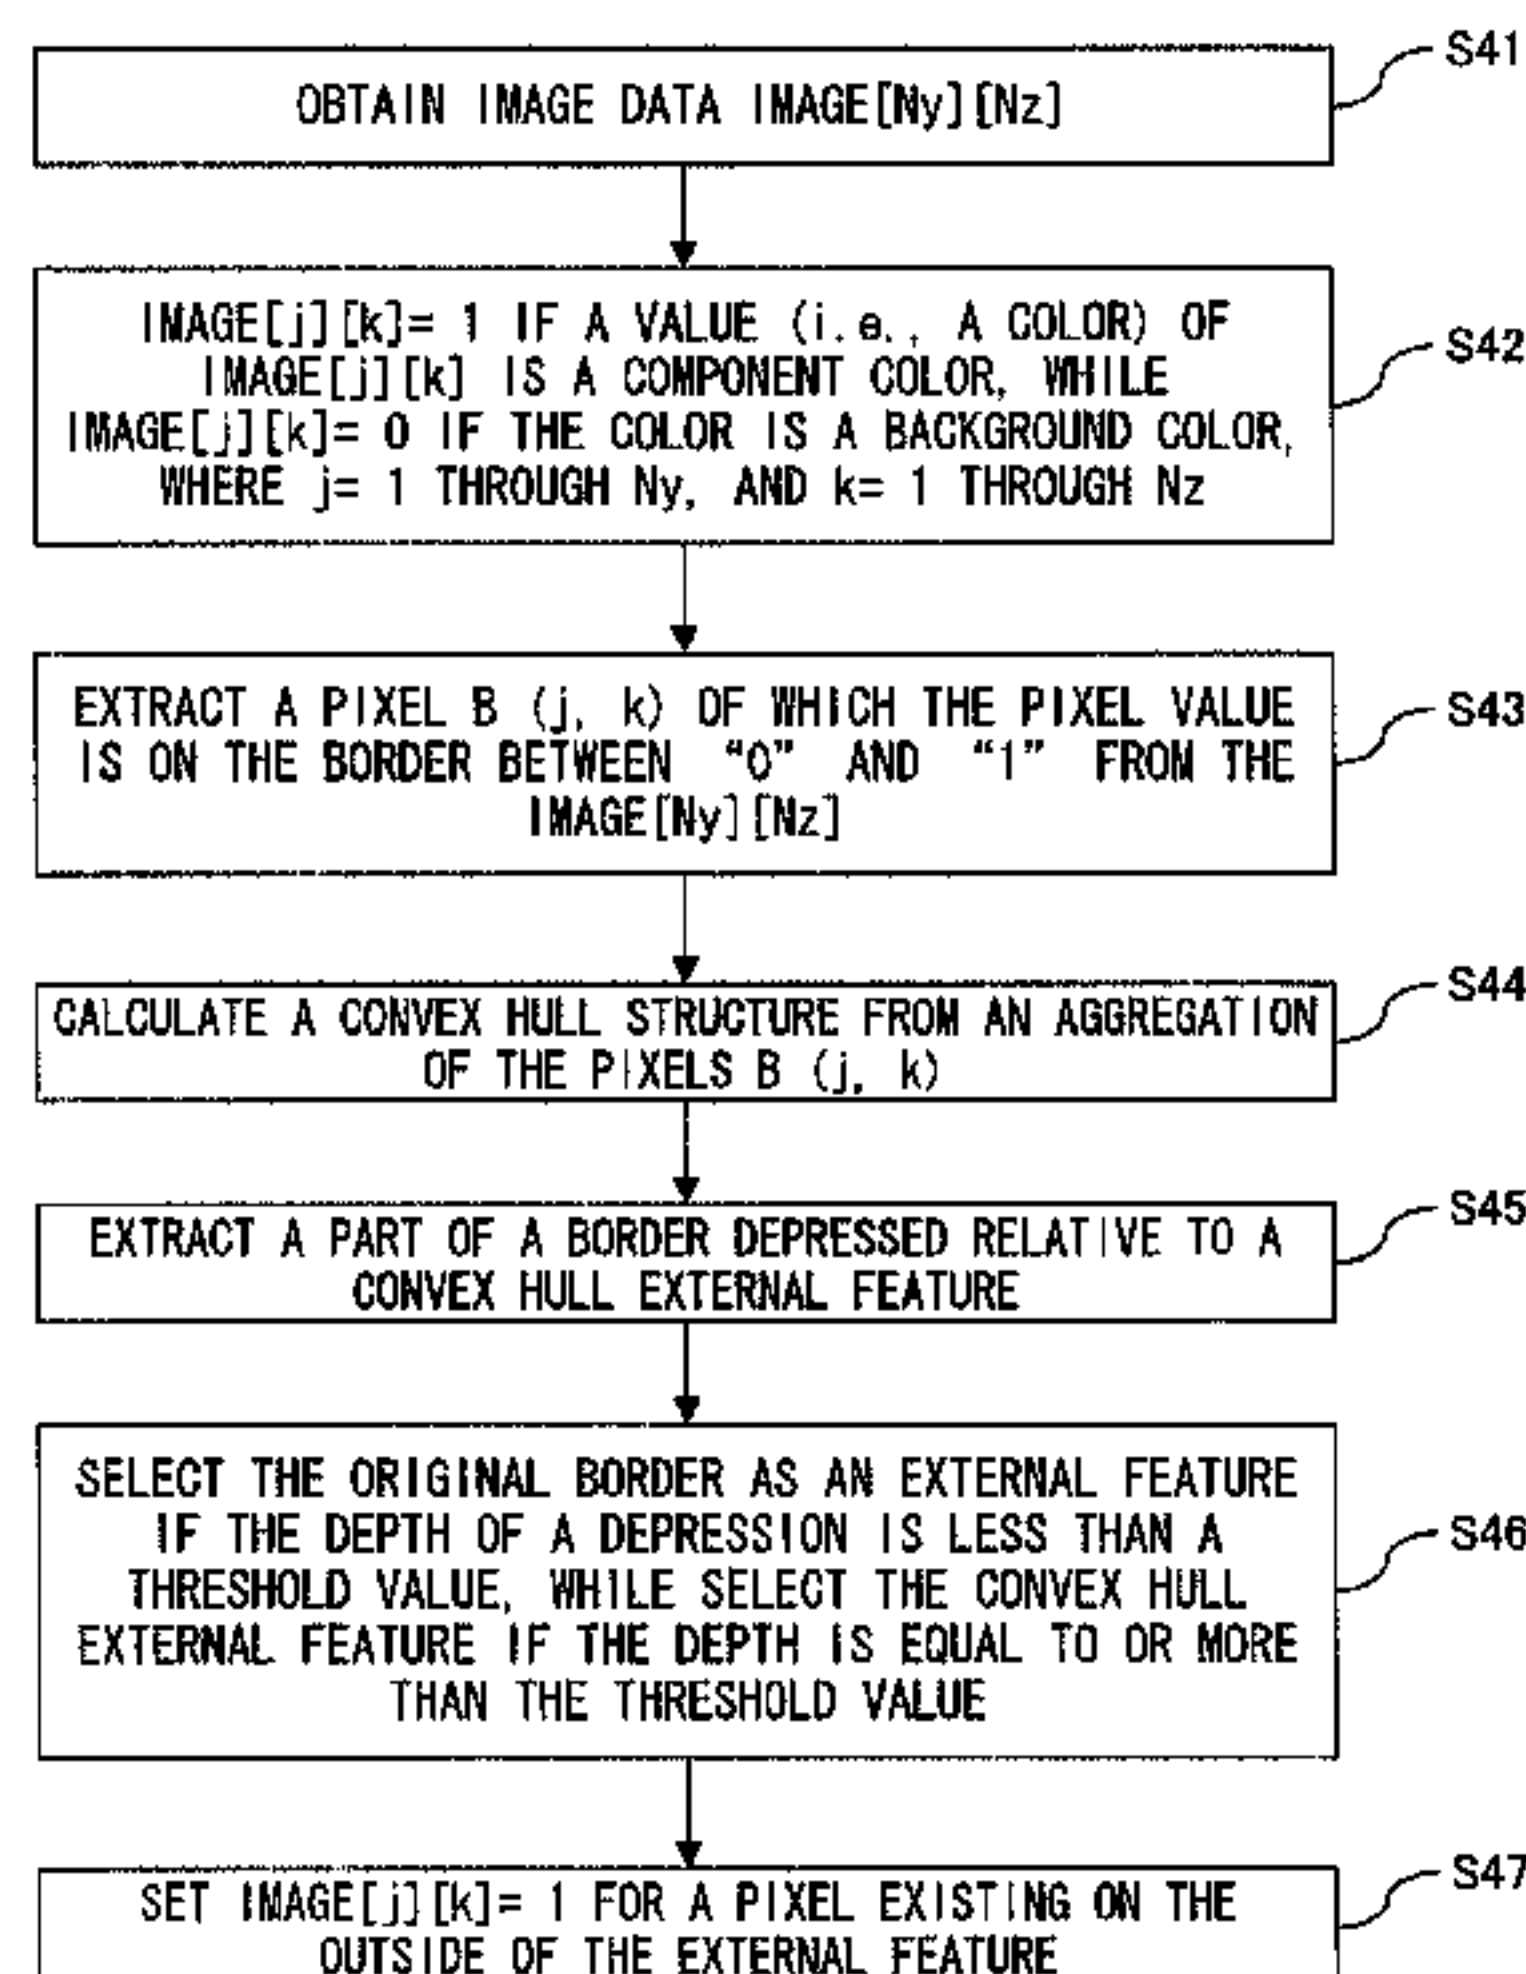 S41
OBTAIN IMAGE DATA IMAGE[Ny][Nz]
IMAGE[j][k]= 1 IF A VALUE (i.e., A COLOR) OF
S42
IMAGE[j][k] IS A COMPONENT COLOR, WHILE
IMAGE[j][k]= 0 IF THE COLOR IS A BACKGROUND COLOR,
WHERE j= 1 THROUGH Ny, AND k= 1 THROUGH Nz
EXTRACT A PIXEL B (j, k) OF WHICH THE PIXEL VALUE
S43
IS ON THE BORDER BETWEEN "0" AND "1" FROM THE
IMAGE[Ny][Nz]
S44
CALCULATE A CONVEX HULL STRUCTURE FROM AN AGGREGATION
OF THE PIXELS B (j, k)
S45
EXTRACT A PART OF A BORDER DEPRESSED RELATIVE TO A
CONVEX HULL EXTERNAL FEATURE
SELECT THE ORIGINAL BORDER AS AN EXTERNAL FEATURE
IF THE DEPTH OF A DEPRESSION IS LESS THAN A
S46
THRESHOLD VALUE, WHILE SELECT THE CONVEX HULL
EXTERNAL FEATURE IF THE DEPTH IS EQUAL TO OR MORE
THAN THE THRESHOLD VALUE
S47
SET IMAGE[j][k]= 1 FOR A PIXEL EXISTING ON THE
OUTSIDE OF THE EXTERNAL FEATURE